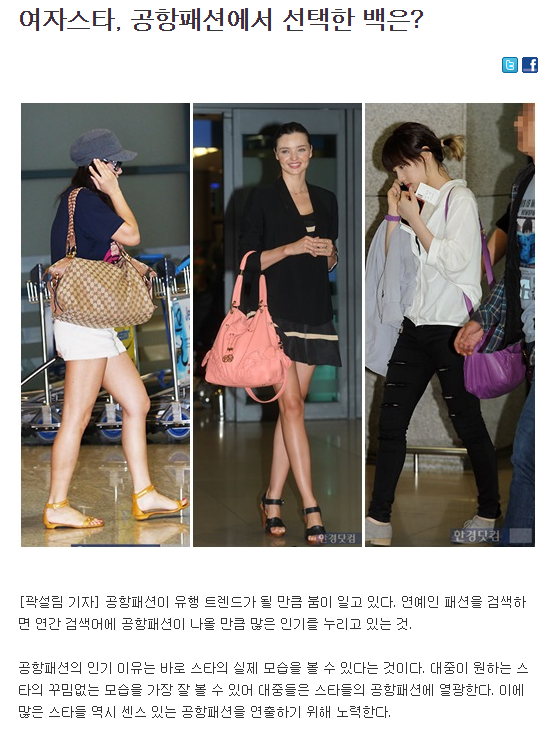 여자스타, 공항패션에서 선택한 백은?
한경닷컴
한경닷컴
[곽설림 기자] 공항패션이 유행 트렌드가 될 만큼 붐이 일고 있다. 연예인 패션을 검색하
면 연간 검색어에 공항패션이 나올 만큼 많은 인기를 누리고 있는 것.
공항패션의 인기 이유는 바로 스타의 실제 모습을 볼 수 있다는 것이다. 대중이 원하는 스
타의 꾸밈없는 모습을 가장 잘 볼 수 있어 대중들은 스타들의 공항패션에 열광한다. 이에
많은 스타들 역시 센스 있는 공항패션을 연출하기 위해 노력한다.